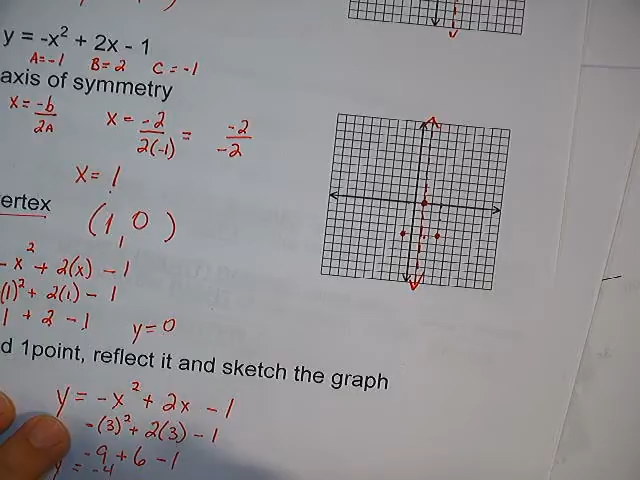 y = -x² + 2x - 1
A=-1 B=2 C=-1
axis of symmetry
x = -b/2A x = -2/2(-1) = -2/-2
x = 1
ertex
(1, 0)
-x² + 2(x) - 1
(1)² + 2(1) - 1
1 + 2 - 1 y = 0
d 1point, reflect it and sketch the graph
y = -x² + 2x - 1
-(3)² + 2(3) - 1
-9 + 6 - 1
y = -4